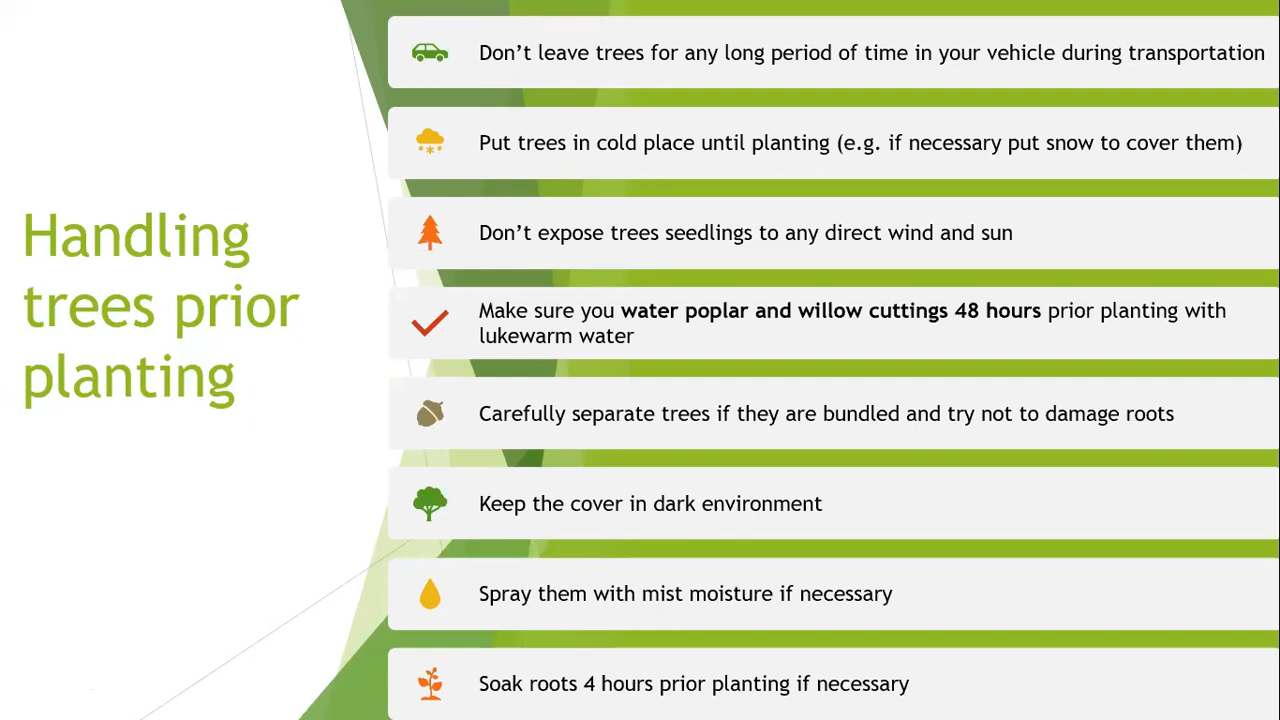 Handling
trees prior
planting
Don’t leave trees for any long period of time in your vehicle during transportation
Put trees in cold place until planting (e.g. if necessary put snow to cover them)
Don’t expose trees seedlings to any direct wind and sun
Make sure you water poplar and willow cuttings 48 hours prior planting with
lukewarm water
Carefully separate trees if they are bundled and try not to damage roots
Keep the cover in dark environment
Spray them with mist moisture if necessary
Soak roots 4 hours prior planting if necessary